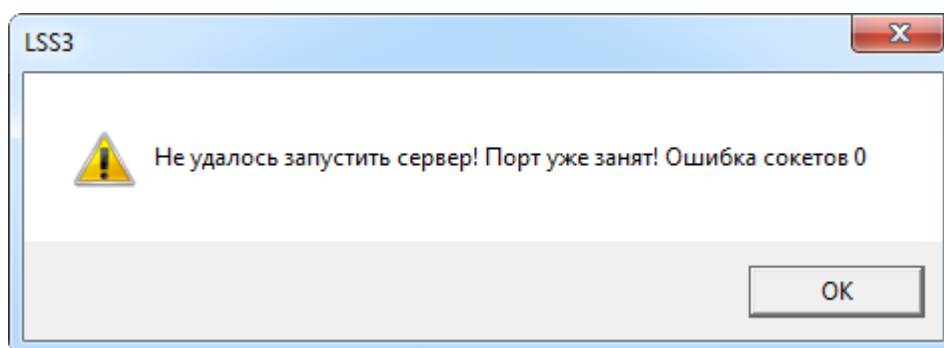 LSS3
Не удалось запустить сервер! Порт уже занят! Ошибка сокетов 0
OK